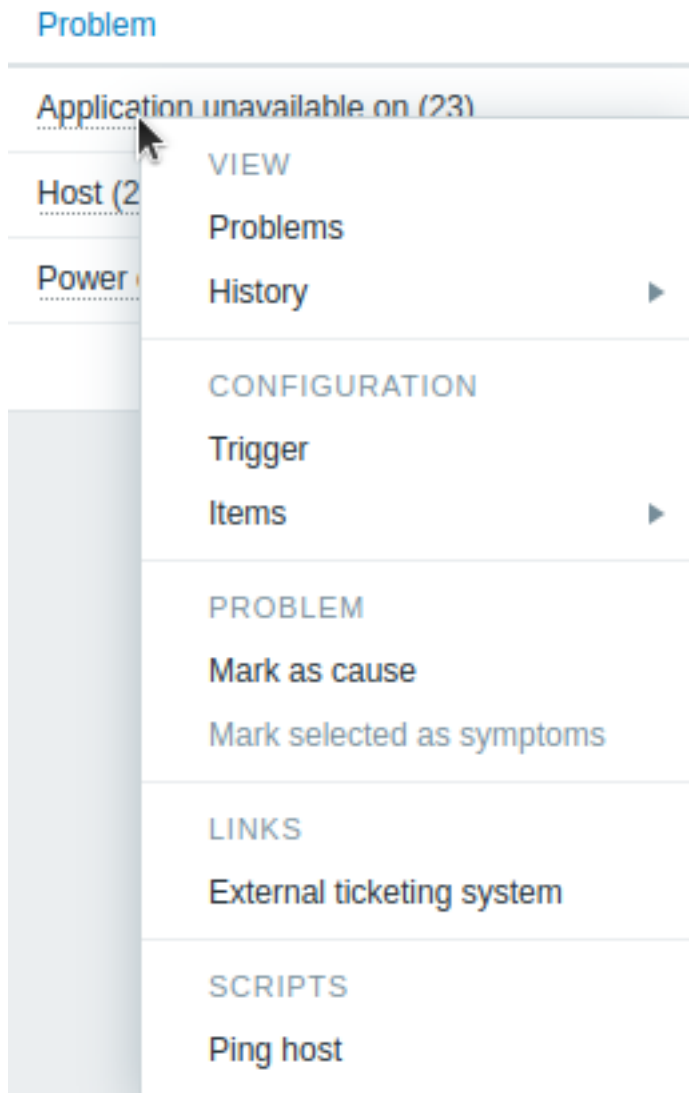 Problem
Application unavailable on (23)
Host (2
Power
VIEW
Problems
History
CONFIGURATION
Trigger
Items
PROBLEM
Mark as cause
Mark selected as symptoms
LINKS
External ticketing system
SCRIPTS
Ping host